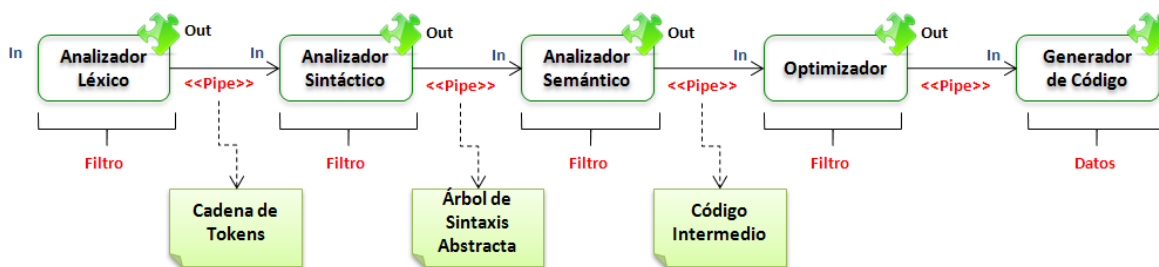 In
Analizador
Léxico
Out
<<Pipe>>
In
Analizador
Sintáctico
Out
<<Pipe>>
In
Analizador
Semántico
Out
<<Pipe>>
In
Optimizador
Out
<<Pipe>>
In
Generador
de Código
Filtro
Filtro
Filtro
Filtro
Datos
Cadena de
Tokens
Árbol de
Sintaxis
Abstracta
Código
Intermedio